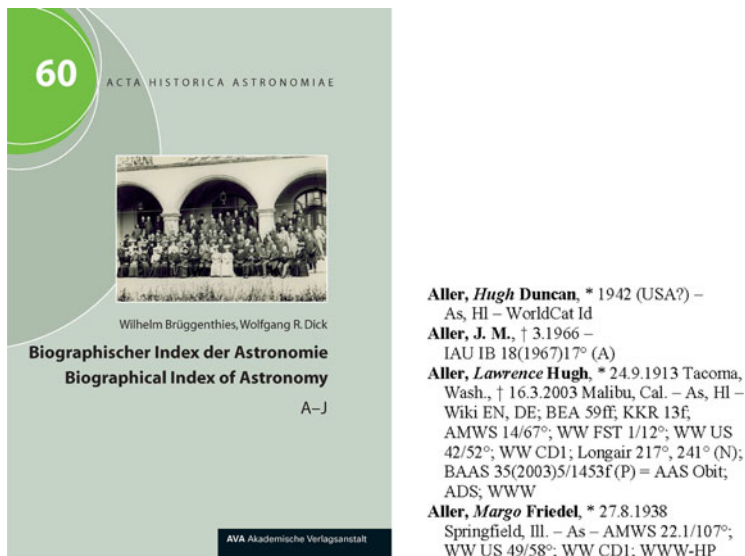 60
ACTA HISTORICA ASTRONOMIAE
Wilhelm Brüggenthies, Wolfgang R. Dick
Biographischer Index der Astronomie
Biographical Index of Astronomy
A–J
AVA Akademische Verlagsanstalt
Aller, Hugh Duncan, * 1942 (USA?) –
As, Hl – WorldCat Id
Aller, J. M., † 3.1966 –
IAU IB 18(1967)17° (A)
Aller, Lawrence Hugh, * 24.9.1913 Tacoma,
Wash., † 16.3.2003 Malibu, Cal. – As, Hl –
Wiki EN, DE; BEA 59ff; KKR 13f;
AMWS 14/67°; WW FST 1/12°; WW US
42/52°; WW CD1; Longair 217°, 241° (N);
BAAS 35(2003)5/1453f (P) = AAS Obit;
ADS; WWW
Aller, Margo Friedel, * 27.8.1938
Springfield, Ill. – As – AMWS 22.1/107°;
WW US 49/58°; WW CD1; WWW-HP